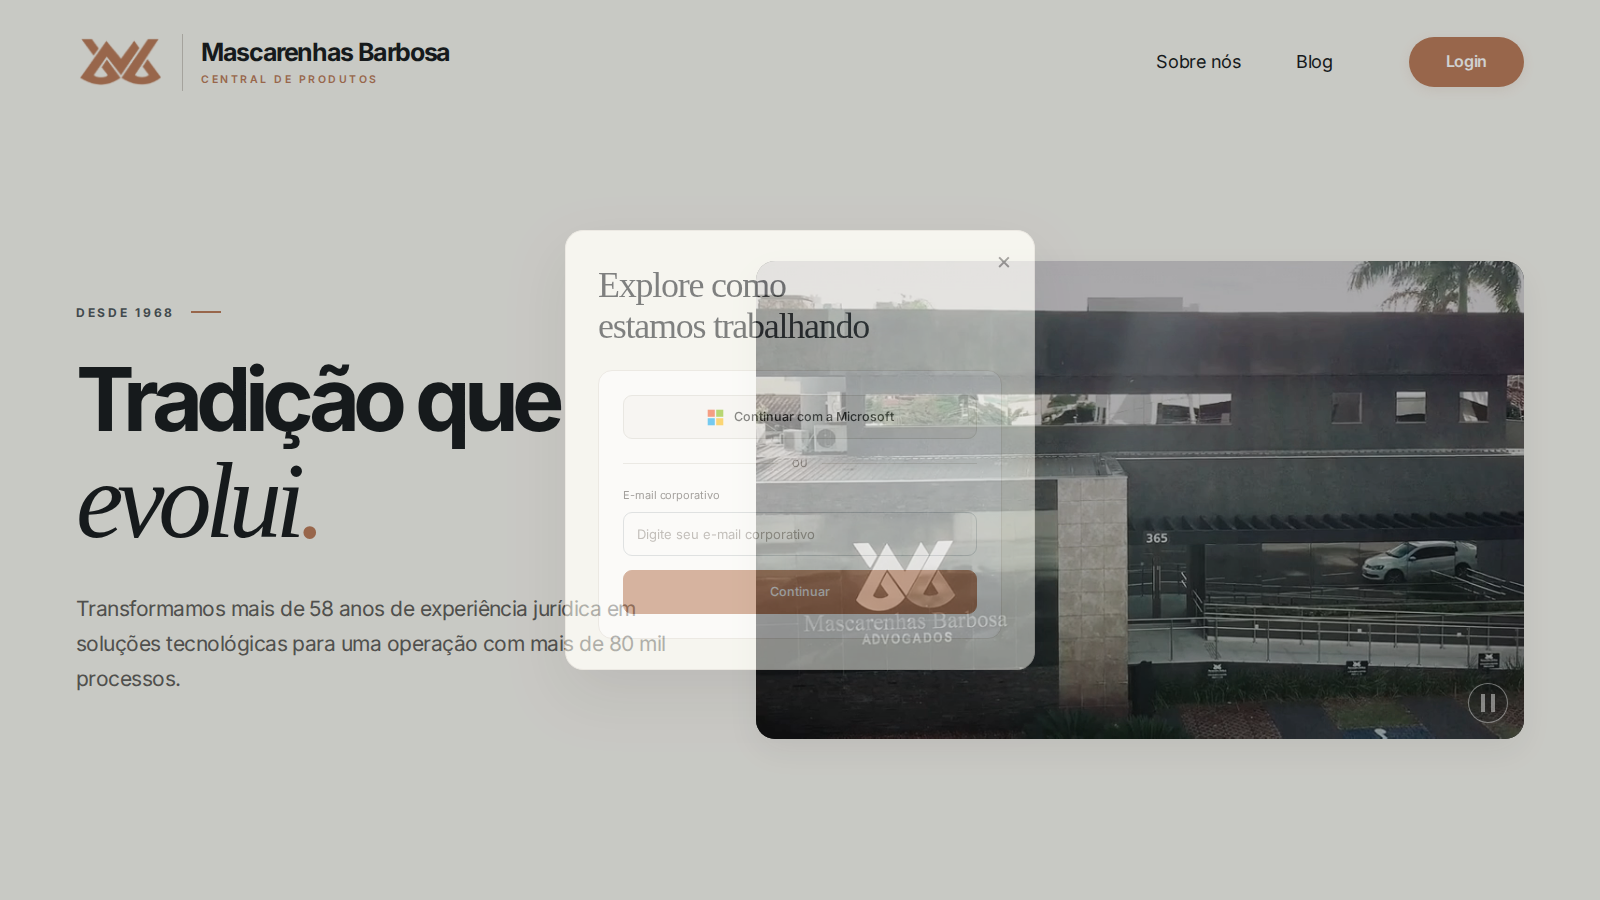 Mascarenhas Barbosa
CENTRAL DE PRODUTOS
Sobre nós
Blog
Login
DESDE 1968
Tradição que
evolui.
Transformamos mais de 58 anos de experiência jurídica em
soluções tecnológicas para uma operação com mais de 80 mil
processos.
×
Explore como
estamos trabalhando
Continuar com a Microsoft
OU
E-mail corporativo
Digite seu e-mail corporativo
Continuar
365
Mascarenhas Barbosa
ADVOGADOS